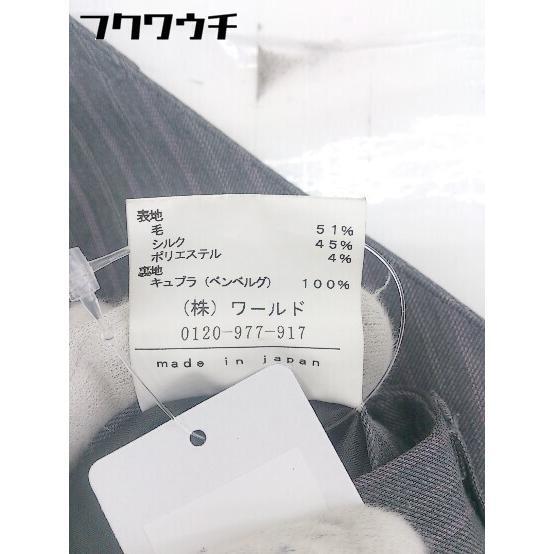 フクワウチ
表地
毛 51%
シルク 45%
ポリエステル 4%
裏地
キュプラ (ベンベルグ) 100%
(株) ワールド
0120-977-917
made in japan